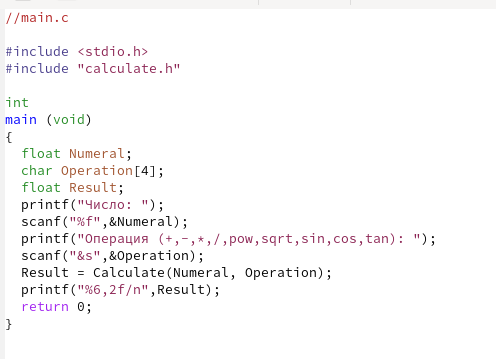 //main.c
#include <stdio.h>
#include "calculate.h"
int
main (void)
{
float Numeral;
char Operation[4];
float Result;
printf("Число: ");
scanf("%f",&Numeral);
printf("Операция (+,-,*,/,pow,sqrt,sin,cos,tan): ");
scanf("&s",&Operation);
Result = Calculate(Numeral, Operation);
printf("%6,2f/n",Result);
return 0;
}